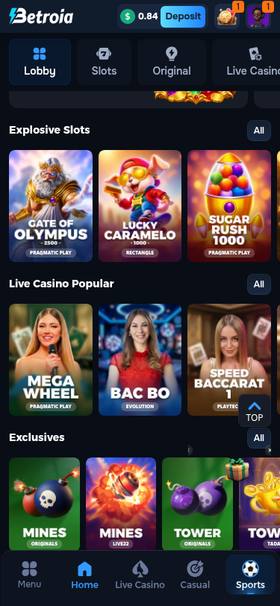 Betroia
$ 0.84 Deposit
1
1
Lobby
Slots
Original
Live Casino
Explosive Slots
All
GATE OF
OLYMPUS
2500
PRAGMATIC PLAY
LUCKY
CARAMELO
1000
RECTANGLE
SUGAR
RUSH
1000
PRAGMATIC PLAY
Live Casino Popular
All
MEGA
WHEEL
PRAGMATIC PLAY
BAC BO
EVOLUTION
SPEED
BACCARAT
1
PLAYTEC
TOP
Exclusives
All
MINES
ORIGINALS
MINES
LIVE22
TOWER
ORIGINALS
TOW
TADA
Menu
Home
Live Casino
Casual
Sports